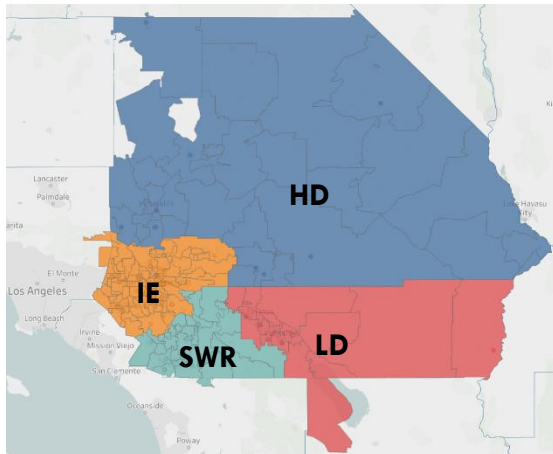 HD
Lancaster
Palmdale
Lake Havasu
City
El Monte
Los Angeles
IE
Long Beach
Irvine
Mission Viejo
San Clemente
SWR
LD
Oceanside
Poway